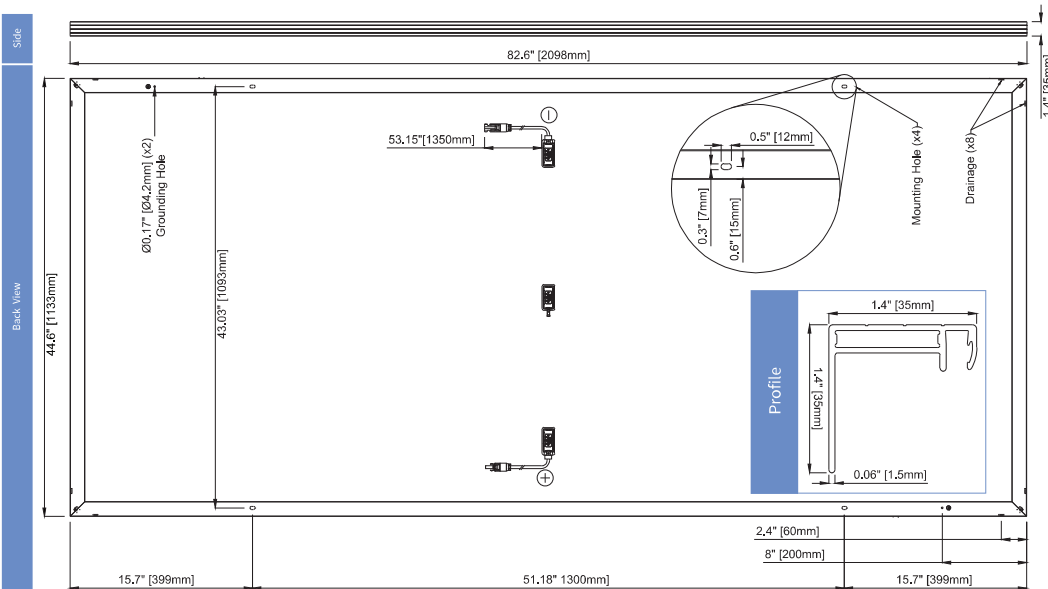 Side
82.6" [2098mm]
1.4" [35mm]
Back View
44.6" [1133mm]
Ø0.17" [Ø4.2mm] (x2)
Grounding Hole
43.03" [1093mm]
53.15"[1350mm]
−
+
0.5" [12mm]
0.3" [7mm]
0.6" [15mm]
Mounting Hole (x4)
Drainage (x8)
Profile
1.4" [35mm]
1.4" [35mm]
0.06" [1.5mm]
2.4" [60mm]
8" [200mm]
15.7" [399mm]
51.18" 1300mm]
15.7" [399mm]